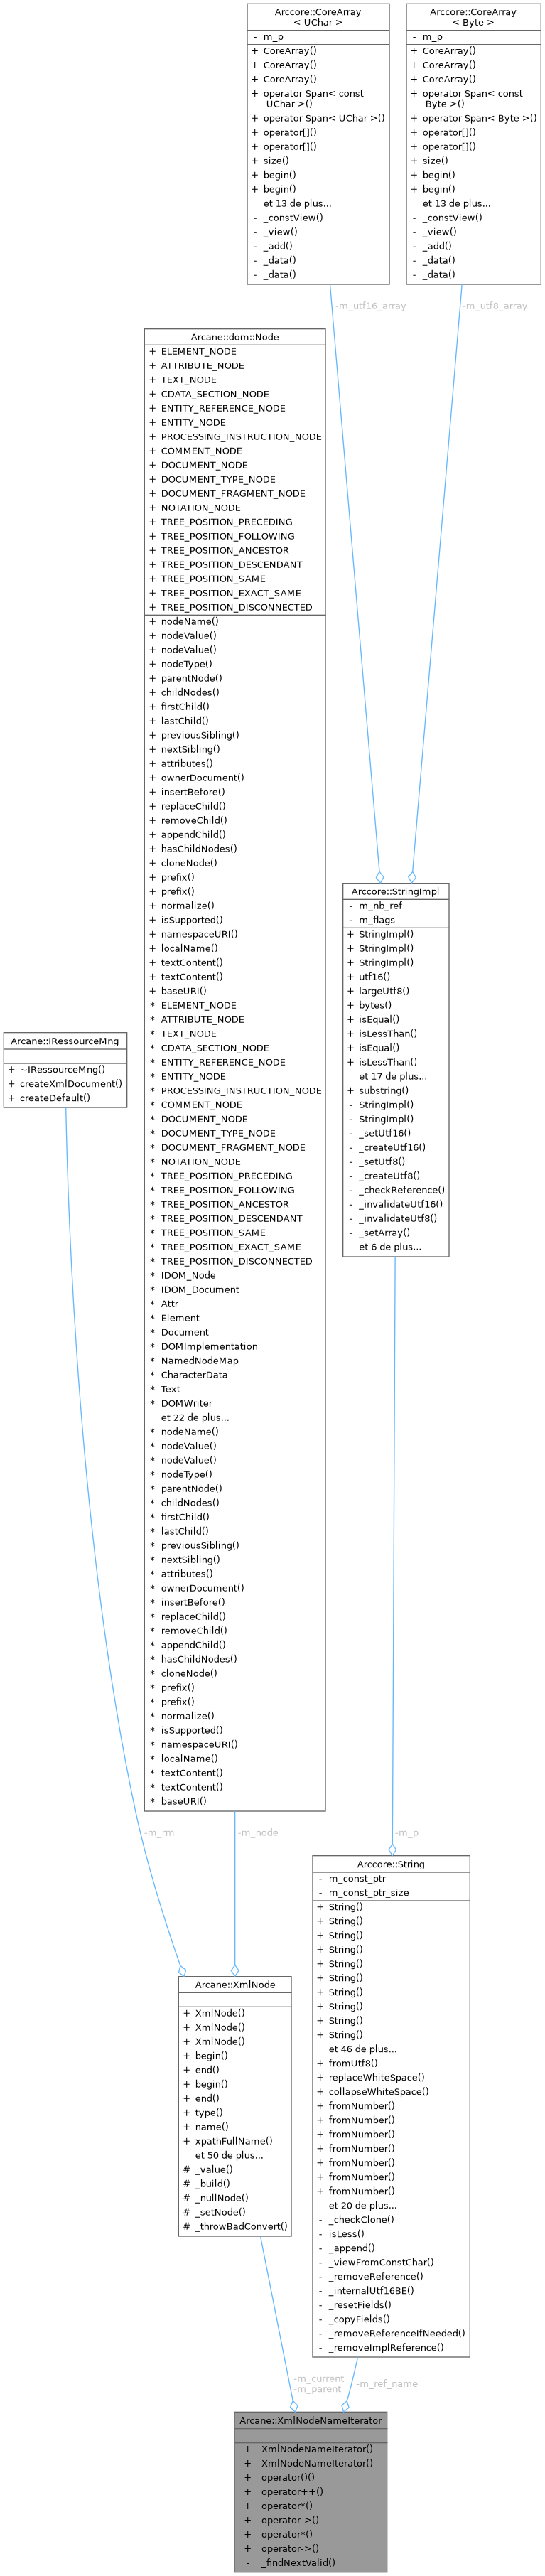 Arccore::CoreArray
< UChar >
- m_p
+ CoreArray()
+ CoreArray()
+ CoreArray()
+ operator Span< const
UChar >()
+ operator Span< UChar >()
+ operator[]()
+ operator[]()
+ size()
+ begin()
+ begin()
et 13 de plus...
- _constView()
- _view()
- _add()
- _data()
- _data()
Arccore::CoreArray
< Byte >
- m_p
+ CoreArray()
+ CoreArray()
+ CoreArray()
+ operator Span< const
Byte >()
+ operator Span< Byte >()
+ operator[]()
+ operator[]()
+ size()
+ begin()
+ begin()
et 13 de plus...
- _constView()
- _view()
- _add()
- _data()
- _data()
-m_utf16_array
-m_utf8_array
Arcane::dom::Node
+ ELEMENT_NODE
+ ATTRIBUTE_NODE
+ TEXT_NODE
+ CDATA_SECTION_NODE
+ ENTITY_REFERENCE_NODE
+ ENTITY_NODE
+ PROCESSING_INSTRUCTION_NODE
+ COMMENT_NODE
+ DOCUMENT_NODE
+ DOCUMENT_TYPE_NODE
+ DOCUMENT_FRAGMENT_NODE
+ NOTATION_NODE
+ TREE_POSITION_PRECEDING
+ TREE_POSITION_FOLLOWING
+ TREE_POSITION_ANCESTOR
+ TREE_POSITION_DESCENDANT
+ TREE_POSITION_SAME
+ TREE_POSITION_EXACT_SAME
+ TREE_POSITION_DISCONNECTED
+ nodeName()
+ nodeValue()
+ nodeValue()
+ nodeType()
+ parentNode()
+ childNodes()
+ firstChild()
+ lastChild()
+ previousSibling()
+ nextSibling()
+ attributes()
+ ownerDocument()
+ insertBefore()
+ replaceChild()
+ removeChild()
+ appendChild()
+ hasChildNodes()
+ cloneNode()
+ prefix()
+ prefix()
+ normalize()
+ isSupported()
+ namespaceURI()
+ localName()
+ textContent()
+ textContent()
+ baseURI()
* ELEMENT_NODE
* ATTRIBUTE_NODE
* TEXT_NODE
* CDATA_SECTION_NODE
* ENTITY_REFERENCE_NODE
* ENTITY_NODE
* PROCESSING_INSTRUCTION_NODE
* COMMENT_NODE
* DOCUMENT_NODE
* DOCUMENT_TYPE_NODE
* DOCUMENT_FRAGMENT_NODE
* NOTATION_NODE
* TREE_POSITION_PRECEDING
* TREE_POSITION_FOLLOWING
* TREE_POSITION_ANCESTOR
* TREE_POSITION_DESCENDANT
* TREE_POSITION_SAME
* TREE_POSITION_EXACT_SAME
* TREE_POSITION_DISCONNECTED
* IDOM_Node
* IDOM_Document
* Attr
* Element
* Document
* DOMImplementation
* NamedNodeMap
* CharacterData
* Text
* DOMWriter
et 22 de plus...
* nodeName()
* nodeValue()
* nodeValue()
* nodeType()
* parentNode()
* childNodes()
* firstChild()
* lastChild()
* previousSibling()
* nextSibling()
* attributes()
* ownerDocument()
* insertBefore()
* replaceChild()
* removeChild()
* appendChild()
* hasChildNodes()
* cloneNode()
* prefix()
* prefix()
* normalize()
* isSupported()
* namespaceURI()
* localName()
* textContent()
* textContent()
* baseURI()
Arccore::StringImpl
- m_nb_ref
- m_flags
+ StringImpl()
+ StringImpl()
+ StringImpl()
+ utf16()
+ largeUtf8()
+ bytes()
+ isEqual()
+ isLessThan()
+ isEqual()
+ isLessThan()
et 17 de plus...
+ substring()
- StringImpl()
- StringImpl()
- _setUtf16()
- _createUtf16()
- _setUtf8()
- _createUtf8()
- _checkReference()
- _invalidateUtf16()
- _invalidateUtf8()
- _setArray()
et 6 de plus...
Arcane::IRessourceMng
+ ~IRessourceMng()
+ createXmlDocument()
+ createDefault()
-m_rm
-m_node
-m_p
Arccore::String
- m_const_ptr
- m_const_ptr_size
+ String()
+ String()
+ String()
+ String()
+ String()
+ String()
+ String()
+ String()
+ String()
+ String()
et 46 de plus...
+ fromUtf8()
+ replaceWhiteSpace()
+ collapseWhiteSpace()
+ fromNumber()
+ fromNumber()
+ fromNumber()
+ fromNumber()
+ fromNumber()
+ fromNumber()
+ fromNumber()
et 20 de plus...
- _checkClone()
- isLess()
- _append()
- _viewFromConstChar()
- _removeReference()
- _internalUtf16BE()
- _resetFields()
- _copyFields()
- _removeReferenceIfNeeded()
- _removeImplReference()
Arcane::XmlNode
+ XmlNode()
+ XmlNode()
+ XmlNode()
+ begin()
+ end()
+ begin()
+ end()
+ type()
+ name()
+ xpathFullName()
et 50 de plus...
# _value()
# _build()
# _nullNode()
# _setNode()
# _throwBadConvert()
-m_current
-m_parent
-m_ref_name
Arcane::XmlNodeNameIterator
+ XmlNodeNameIterator()
+ XmlNodeNameIterator()
+ operator()()
+ operator++()
+ operator*()
+ operator->()
+ operator*()
+ operator->()
- _findNextValid()